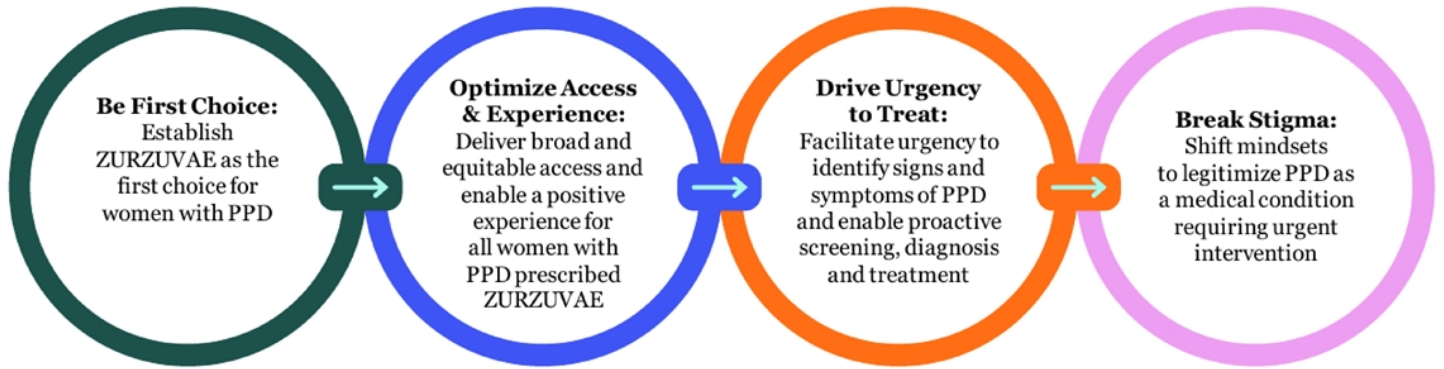 Be First Choice:
Establish
ZURZUVAE as the
first choice for
women with PPD
Optimize Access
& Experience:
Deliver broad and
equitable access and
enable a positive
experience for
all women with
PPD prescribed
ZURZUVAE
Drive Urgency
to Treat:
Facilitate urgency to
identify signs and
symptoms of PPD
and enable proactive
screening, diagnosis
and treatment
Break Stigma:
Shift mindsets
to legitimize PPD as
a medical condition
requiring urgent
intervention